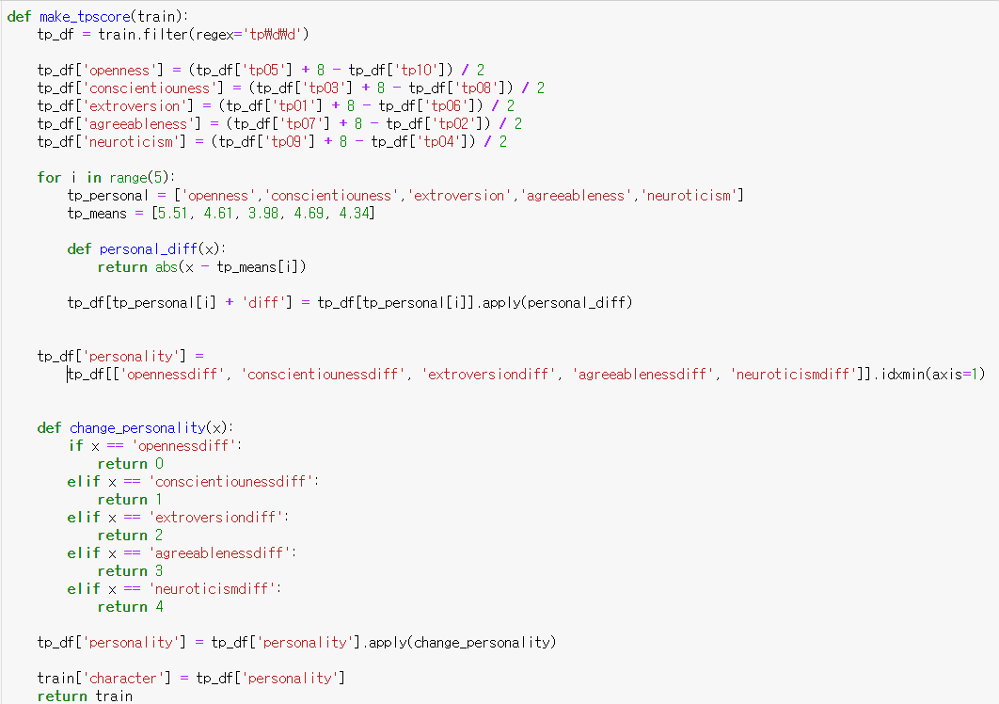 def make_tpscore(train):
    tp_df = train.filter(regex='tp₩d₩d')

    tp_df['openness'] = (tp_df['tp05'] + 8 - tp_df['tp10']) / 2
    tp_df['conscientiouness'] = (tp_df['tp03'] + 8 - tp_df['tp08']) / 2
    tp_df['extroversion'] = (tp_df['tp01'] + 8 - tp_df['tp06']) / 2
    tp_df['agreeableness'] = (tp_df['tp07'] + 8 - tp_df['tp02']) / 2
    tp_df['neuroticism'] = (tp_df['tp09'] + 8 - tp_df['tp04']) / 2

    for i in range(5):
        tp_personal = ['openness','conscientiouness','extroversion','agreeableness','neuroticism']
        tp_means = [5.51, 4.61, 3.98, 4.69, 4.34]

        def personal_diff(x):
            return abs(x - tp_means[i])

        tp_df[tp_personal[i] + 'diff'] = tp_df[tp_personal[i]].apply(personal_diff)

    tp_df['personality'] =
        tp_df[['opennessdiff', 'conscientiounessdiff', 'extroversiondiff', 'agreeablenessdiff', 'neuroticismdiff']].idxmin(axis=1)

    def change_personality(x):
        if x == 'opennessdiff':
            return 0
        elif x == 'conscientiounessdiff':
            return 1
        elif x == 'extroversiondiff':
            return 2
        elif x == 'agreeablenessdiff':
            return 3
        elif x == 'neuroticismdiff':
            return 4

    tp_df['personality'] = tp_df['personality'].apply(change_personality)

    train['character'] = tp_df['personality']
    return train